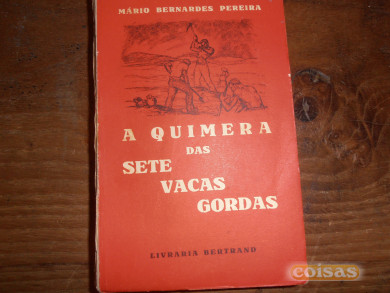 MÁRIO BERNARDES PEREIRA
A QUIMERA
DAS
SETE
VACAS
GORDAS
LIVRARIA BERTRAND
coisas